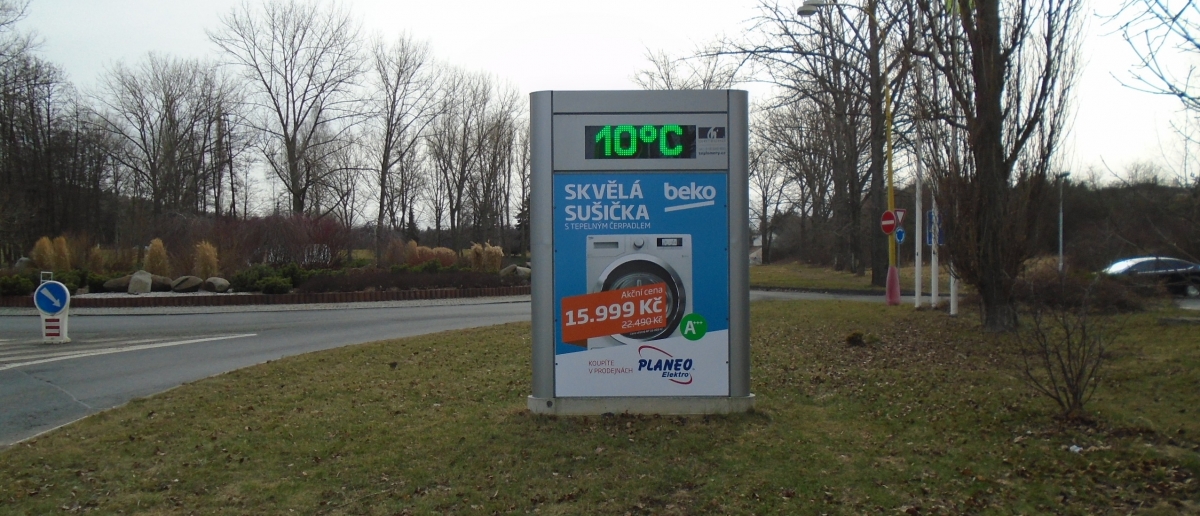 10°C
SKVĚLÁ
SUŠIČKA
S TEPELNÝM ČERPADLEM
beko
Akční cena
15.999 Kč
22.490 Kč
A+++
KOUPÍTE
V PRODEJNÁCH
PLANEO
Elektro